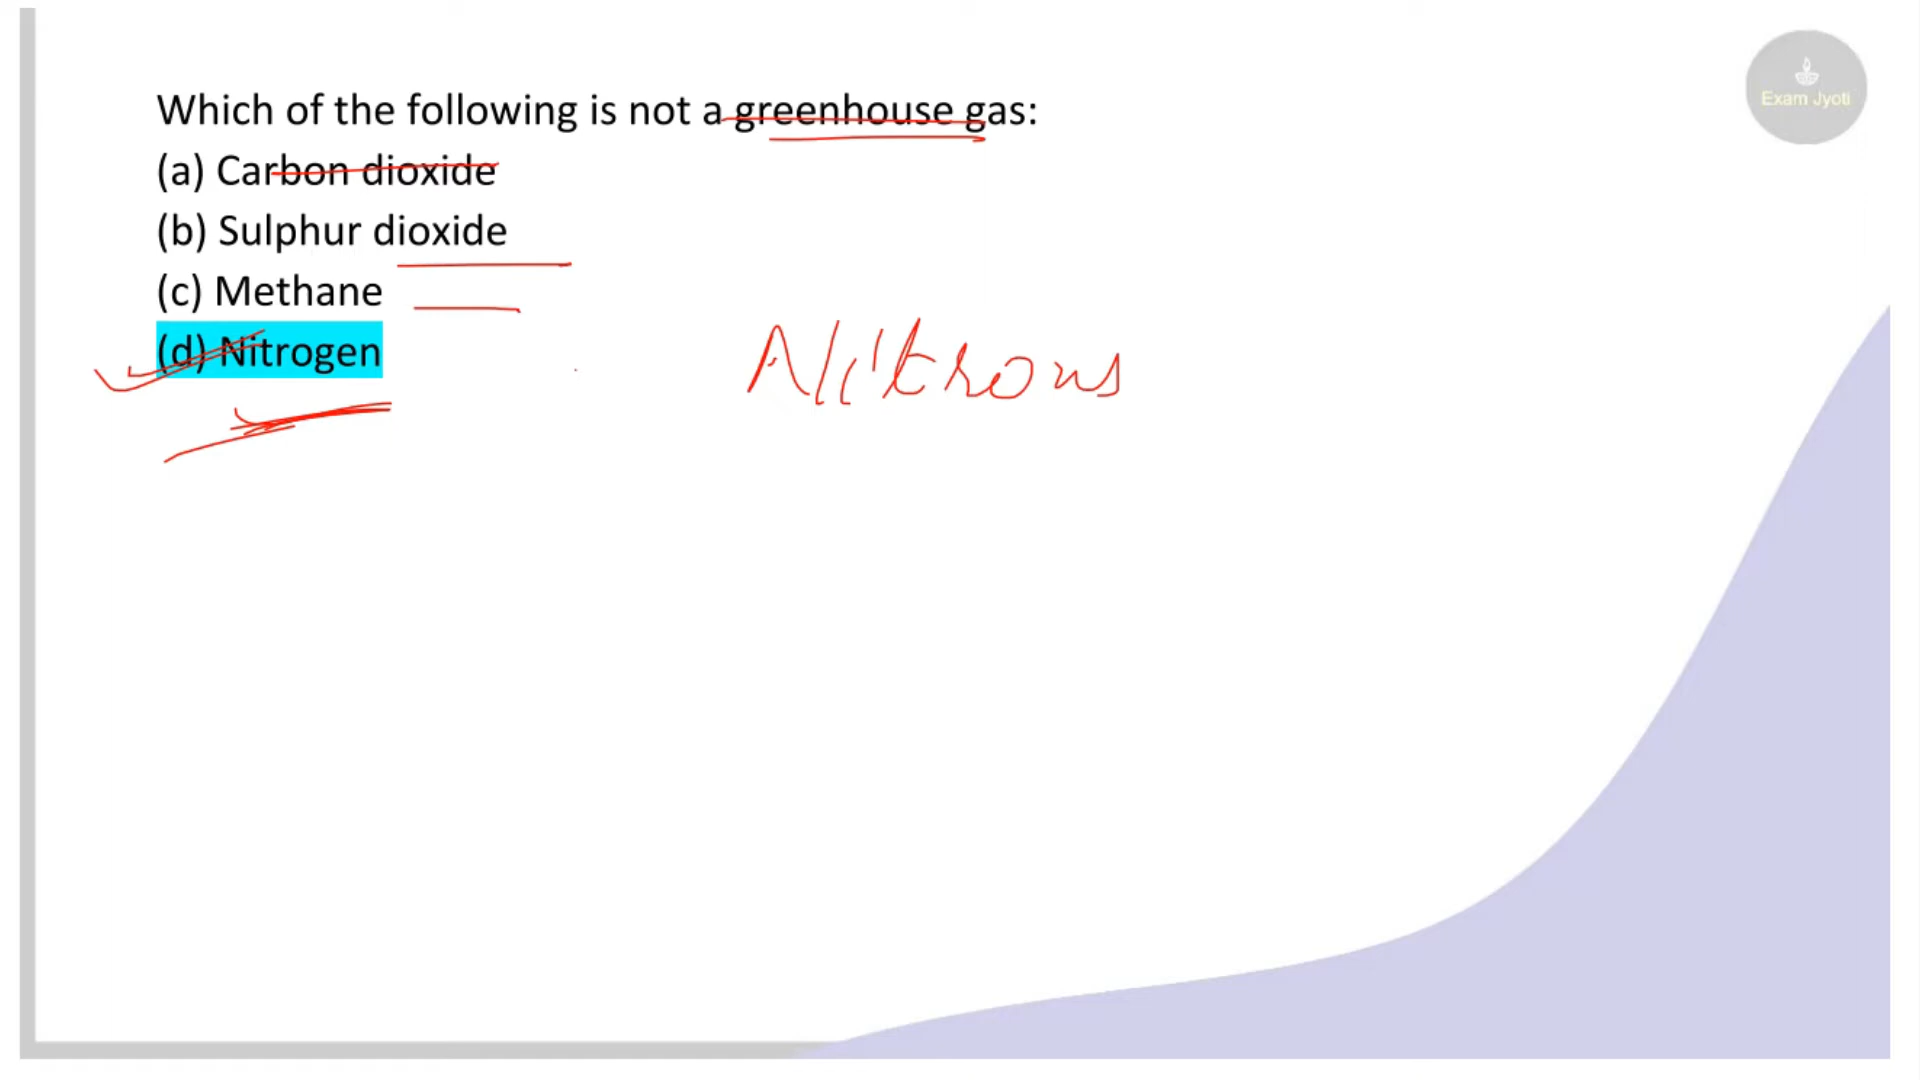 Exam Jyoti
Which of the following is not a greenhouse gas:
(a) Carbon dioxide
(b) Sulphur dioxide
(c) Methane
(d) Nitrogen
Nitrous